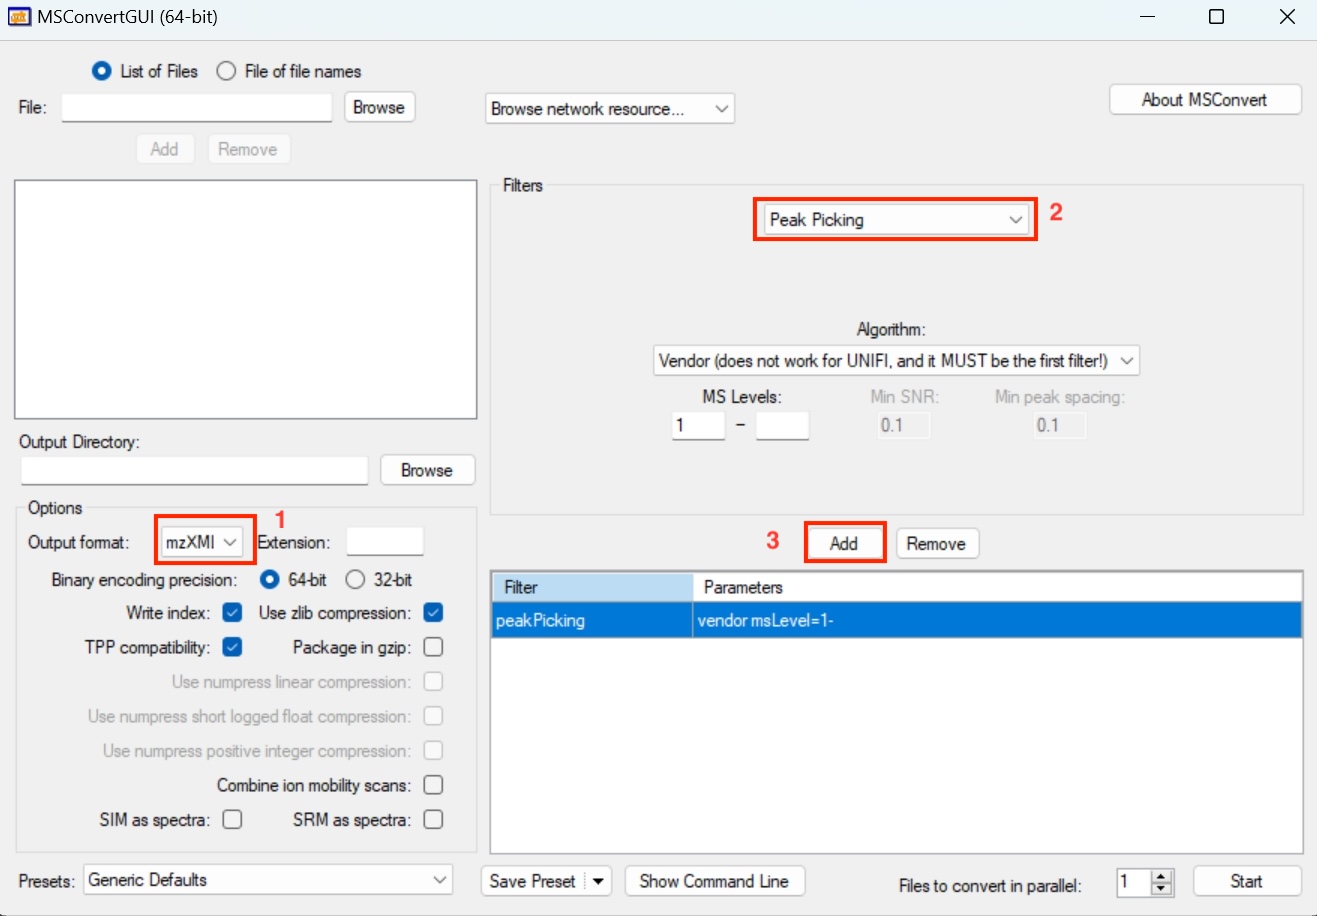 MSConvertGUI (64-bit)
List of Files File of file names
File: Browse Browse network resource... About MSConvert
Add Remove
Filters
Peak Picking 2
Algorithm:
Vendor (does not work for UNIFI, and it MUST be the first filter!)
MS Levels: Min SNR: Min peak spacing:
1 - 0.1 0.1
Output Directory:
Browse
Options
1
Output format: mzXMl Extension:
3 Add Remove
Binary encoding precision: 64-bit 32-bit
Filter Parameters
Write index: Use zlib compression:
peakPicking vendor msLevel=1-
TPP compatibility: Package in gzip:
Use numpress linear compression:
Use numpress short logged float compression:
Use numpress positive integer compression:
Combine ion mobility scans:
SIM as spectra: SRM as spectra:
Presets: Generic Defaults Save Preset Show Command Line Files to convert in parallel: 1 Start